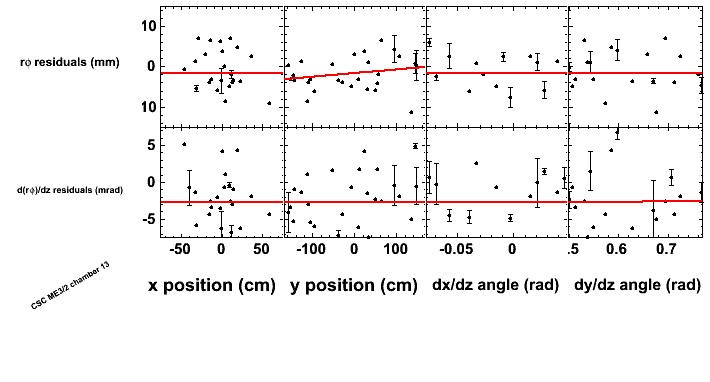 10
rϕ residuals (mm)
0
10
5
d(rϕ)/dz residuals (mrad)
0
-5
-50 0 50 -100 0 100 -0.05 0 .5 0.6 0.7
x position (cm) y position (cm) dx/dz angle (rad) dy/dz angle (rad)
CSC ME3/2 chamber 13